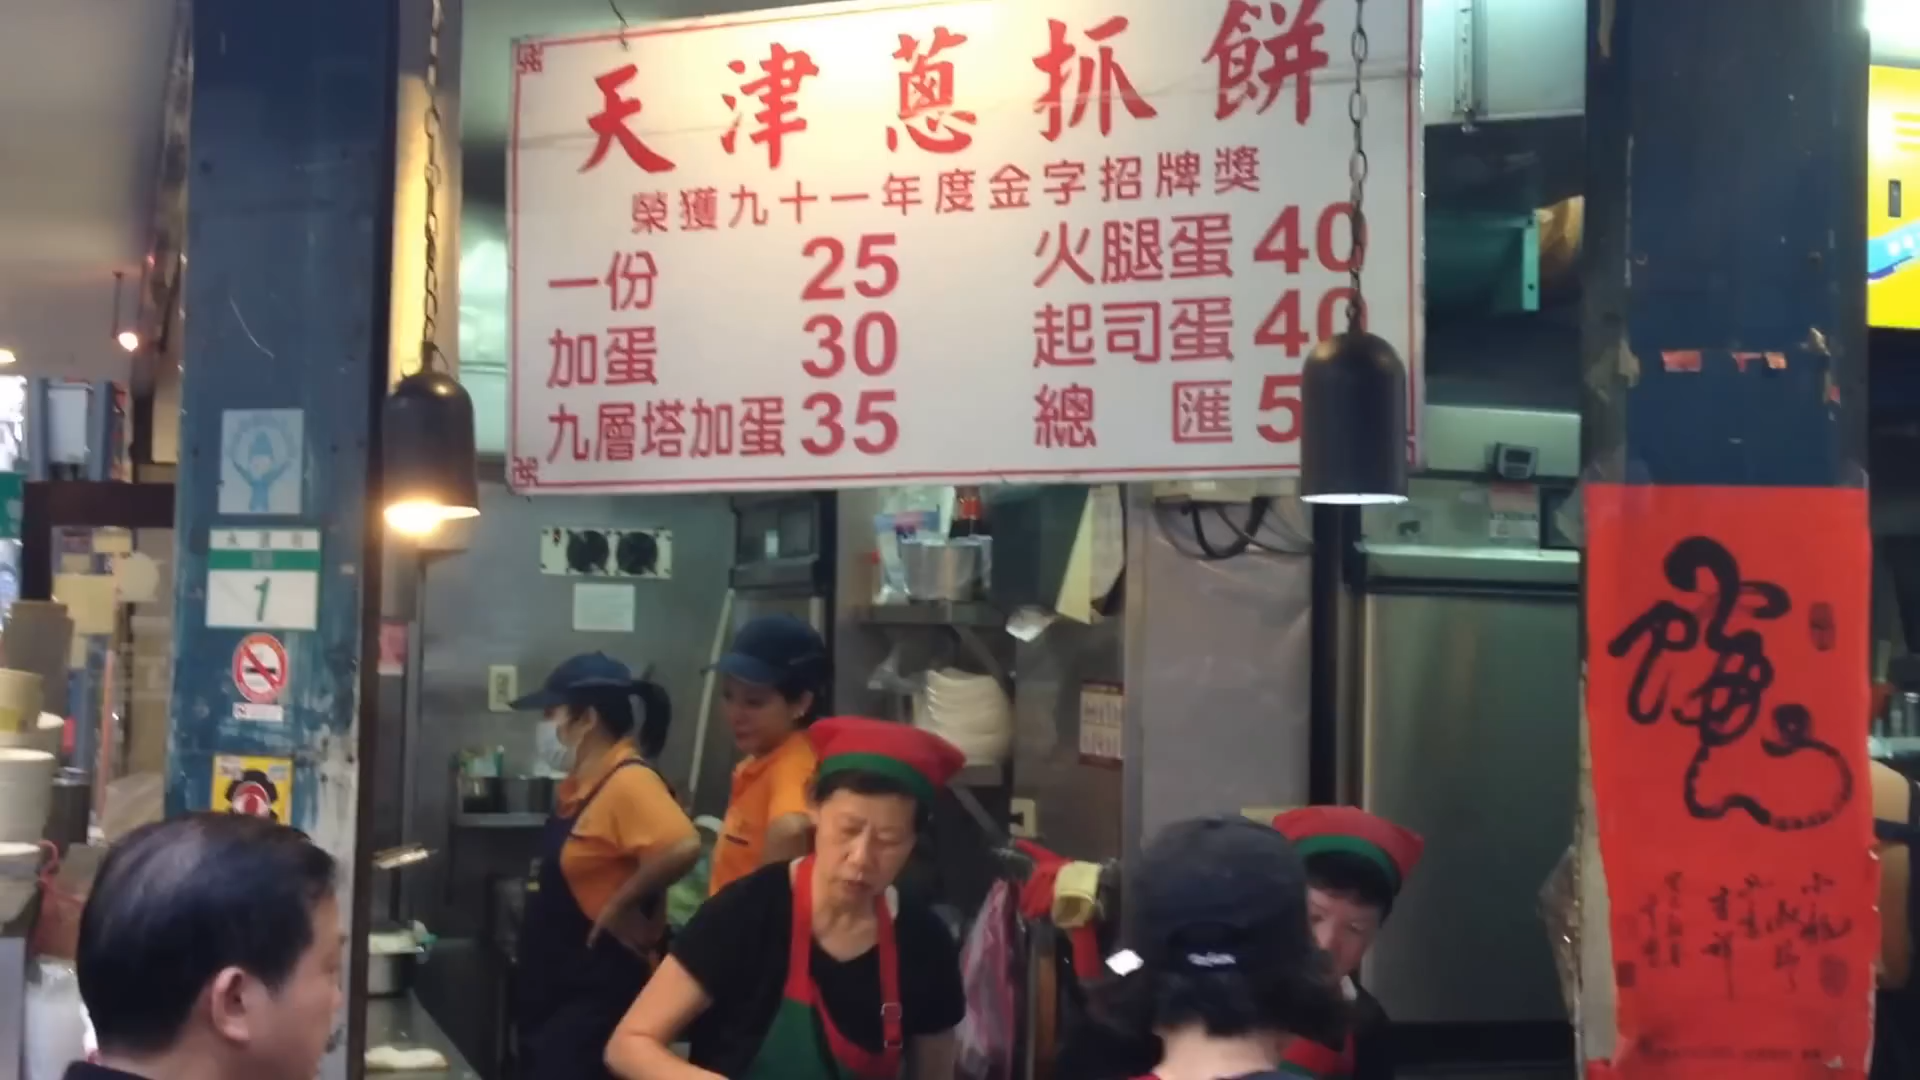 天津蔥抓餅
榮獲九十一年度金字招牌獎
一份 25
加蛋 30
九層塔加蛋 35
火腿蛋 40
起司蛋 40
總匯 5
1